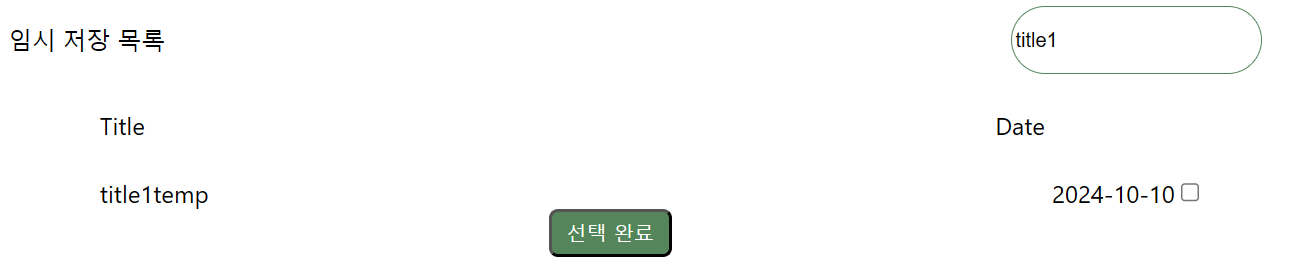 임시 저장 목록 title1
Title Date
title1temp 2024-10-10
선택 완료